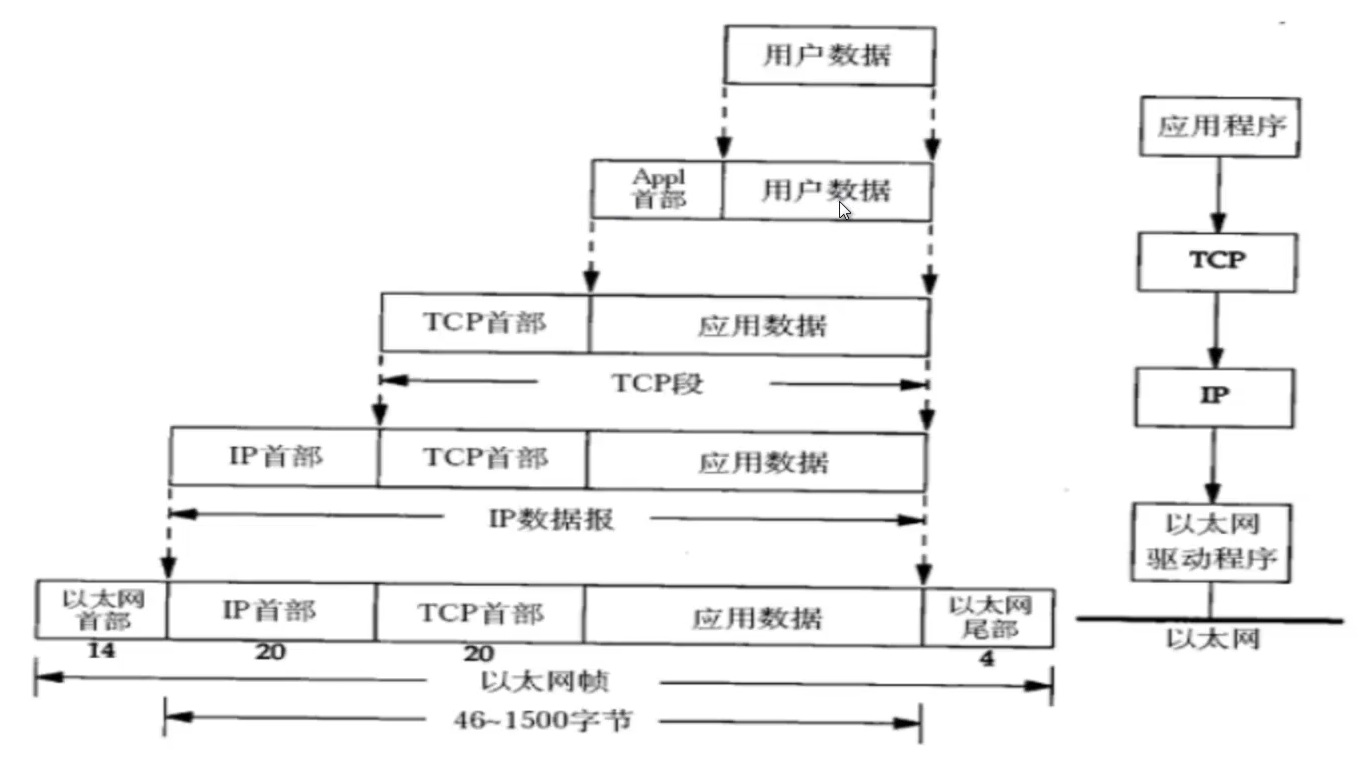 用户数据
应用程序
Appl
首部
用户数据
TCP
TCP首部
应用数据
TCP段
IP
IP首部
TCP首部
应用数据
IP数据报
以太网
驱动程序
以太网
首部
IP首部
TCP首部
应用数据
以太网
尾部
以太网
14
20
20
4
以太网帧
46~1500字节